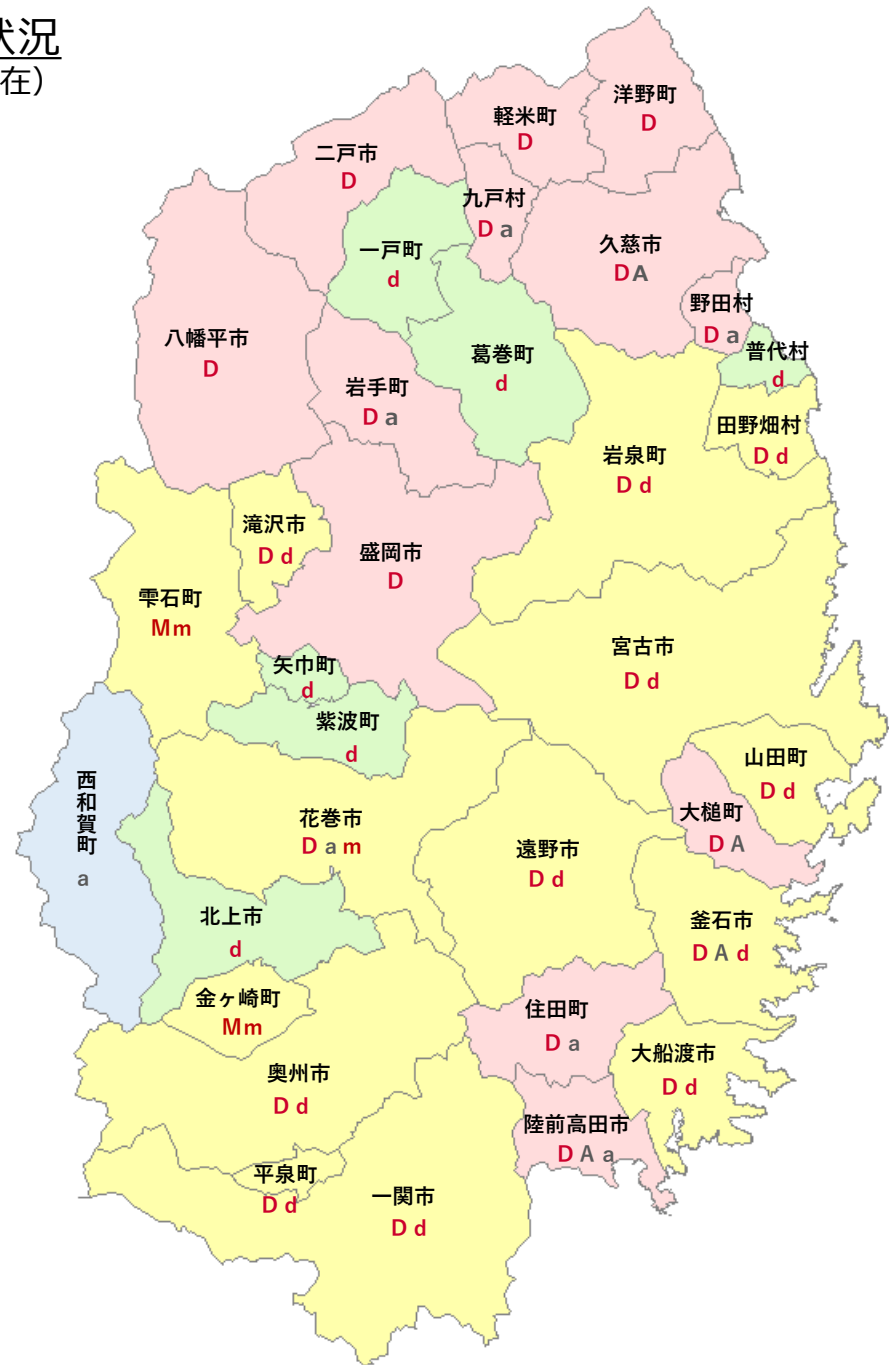 状況
在）
洋野町
D
軽米町
D
二戸市
D
九戸村
D a
久慈市
D A
一戸町
d
野田村
D a
八幡平市
D
葛巻町
d
普代村
d
岩手町
D a
田野畑村
D d
岩泉町
D d
滝沢市
D d
盛岡市
D
雫石町
Mm
宮古市
D d
矢巾町
d
紫波町
d
山田町
D d
西和賀町
a
花巻市
D a m
大槌町
D A
遠野市
D d
北上市
d
釜石市
D A d
金ヶ崎町
Mm
住田町
D a
大船渡市
D d
奥州市
D d
陸前高田市
D A a
平泉町
D d
一関市
D d